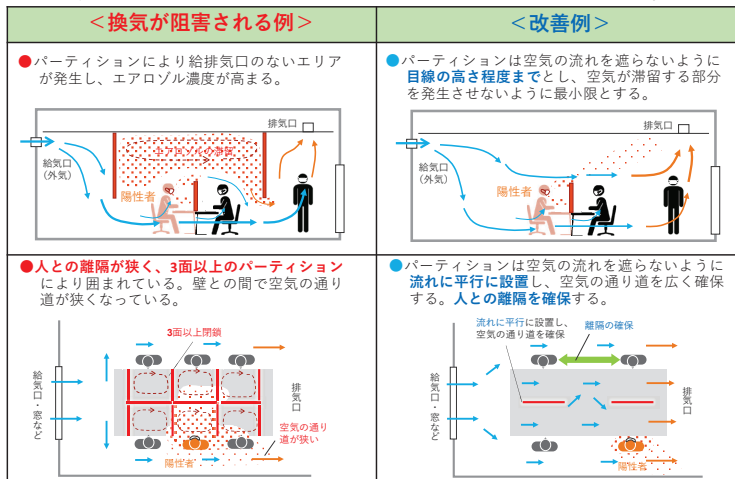 <換気が阻害される例>
<改善例>
●パーティションにより給排気口のないエリア
が発生し、エアロゾル濃度が高まる。
●パーティションは空気の流れを遮らないように
目線の高さ程度までとし、空気が滞留する部分
を発生させないように最小限とする。
排気口
エアロゾルの滞留
給気口
(外気)
陽性者
排気口
給気口
(外気)
陽性者
●人との離隔が狭く、3面以上のパーティション
により囲まれている。壁との間で空気の通り
道が狭くなっている。
●パーティションは空気の流れを遮らないように
流れに平行に設置し、空気の通り道を広く確保
する。人との離隔を確保する。
3面以上閉鎖
給気口・窓など
排気口
空気の通り
道が狭い
陽性者
流れに平行に設置し、
空気の通り道を確保
離隔の確保
給気口・窓など
排気口
陽性者